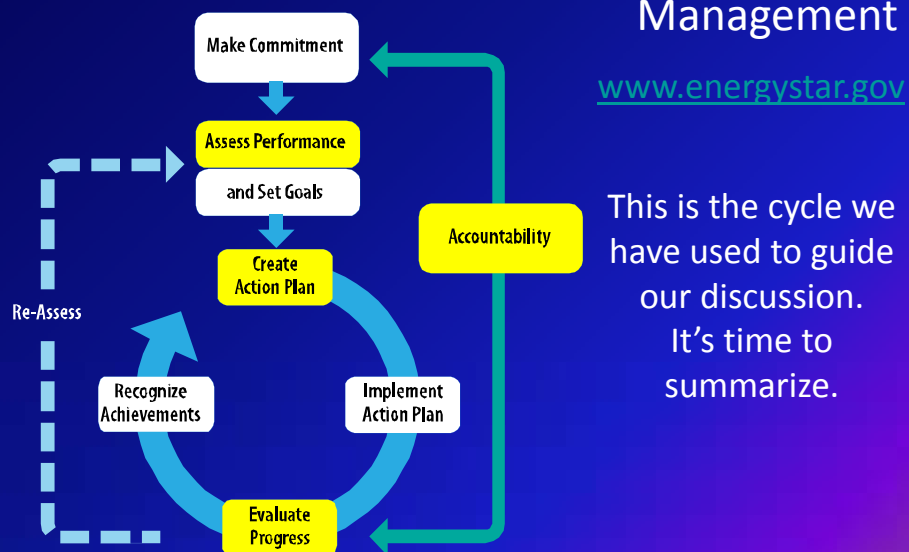 Management
www.energystar.gov
Make Commitment
Assess Performance
and Set Goals
Create
Action Plan
Accountability
Re-Assess
Recognize
Achievements
Implement
Action Plan
Evaluate
Progress
This is the cycle we
have used to guide
our discussion.
It’s time to
summarize.